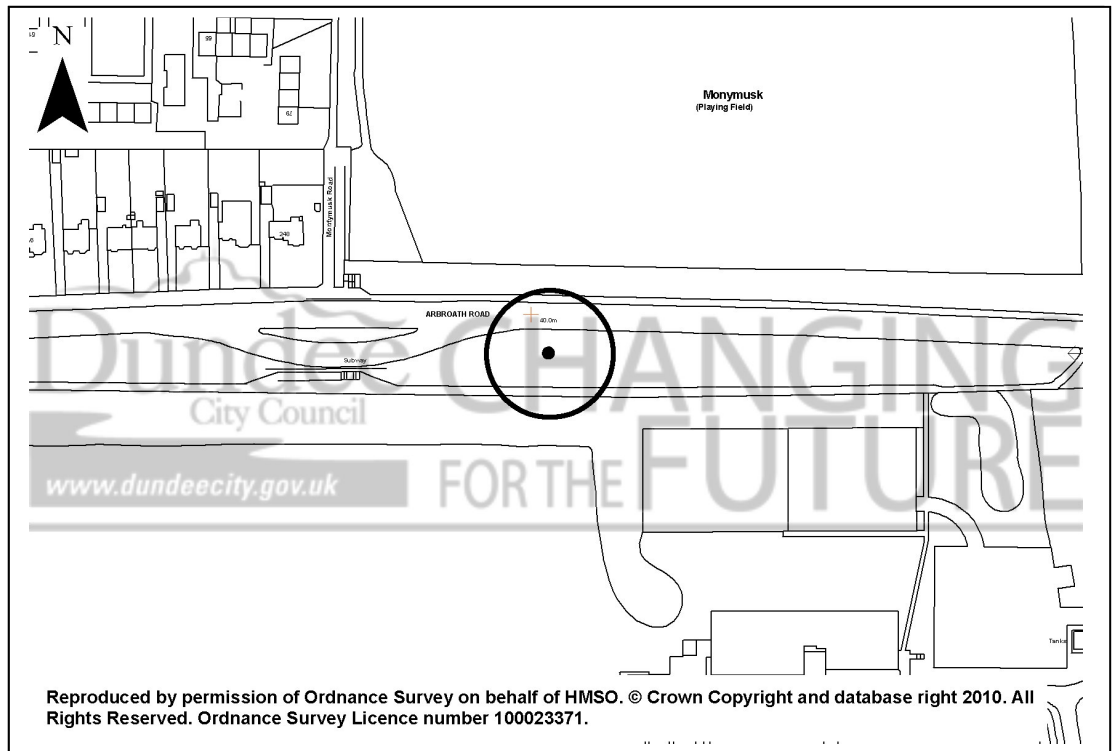 N
Monymusk
(Playing Field)
Monymusk Road
248
ARBROATH ROAD
40.0m
Subway
Dundee
City Council
www.dundeecity.gov.uk
CHANGING
FOR THE FUTURE
Tanks
Reproduced by permission of Ordnance Survey on behalf of HMSO. © Crown Copyright and database right 2010. All
Rights Reserved. Ordnance Survey Licence number 100023371.